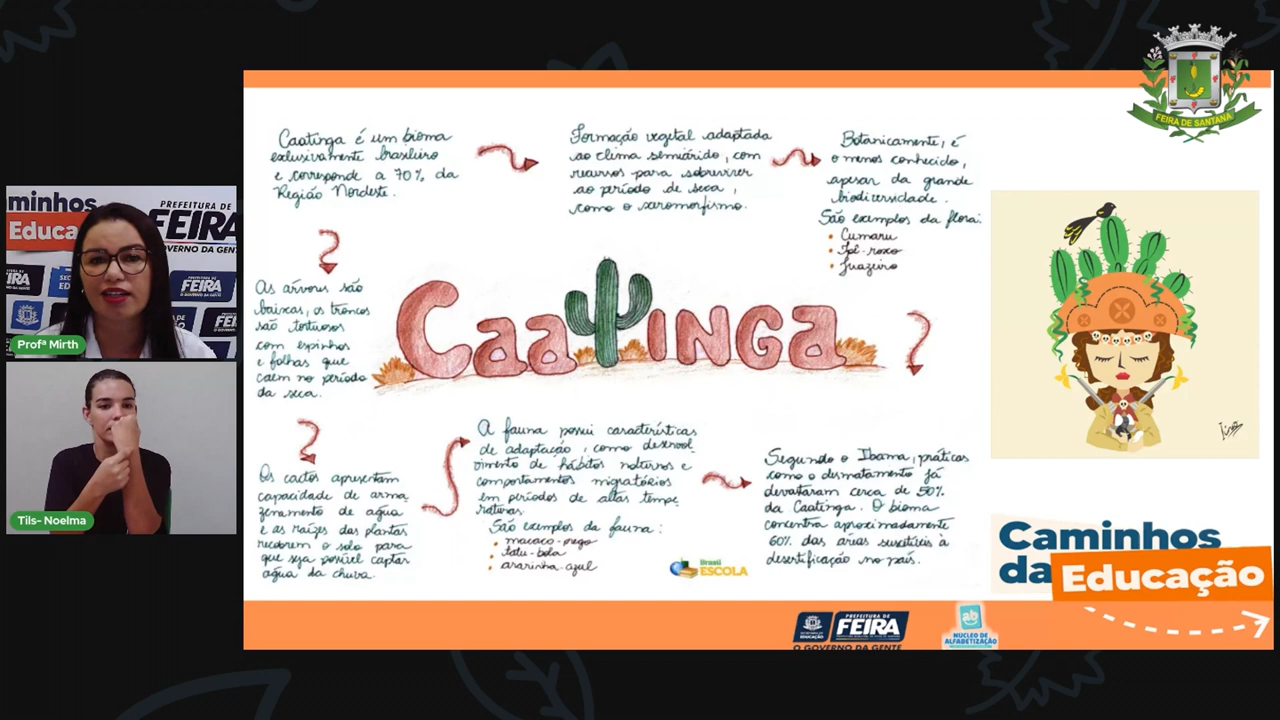 FEIRA DE SANTANA
Caatinga é um bioma
exclusivamente brasileiro
e corresponde a 70% da
Região Nordeste.
Formação vegetal adaptada
ao clima semiárido, com
recursos para sobreviver
ao período de seca,
como o xeromorfismo.
Botanicamente, é
o menos conhecido,
apesar da grande
biodiversidade.
São exemplos da flora:
• Cumaru
• Ipê-roxo
• Juazeiro
As árvores são
baixas, os troncos
são tortuosos
com espinhos
e folhas que
caem no período
da seca.
CaaTINGa
Os cactos apresentam
capacidade de arma
zenamento de água
e as raízes das plantas
recobrem o solo para
que seja possível captar
água da chuva.
A fauna possui características
de adaptação, como desenvol
vimento de hábitos noturnos e
comportamentos migratórios
em períodos de altas tempe
raturas.
São exemplos da fauna:
• macaco-prego
• tatu-bola
• ararinha-azul
Segundo o Ibama, práticas
como o desmatamento já
devastaram cerca de 50%
da Caatinga. O bioma
concentra aproximadamente
60% das áreas suscetíveis à
desertificação no país.
Brasil
ESCOLA
minhos
Educa
PREFEITURA DE
FEIRA
GOVERNO DA GENTE
Profª Mirth
Tils- Noelma
Caminhos
da Educação
PREFEITURA DE
FEIRA
O GOVERNO DA GENTE
ab
NÚCLEO DE
ALFABETIZAÇÃO